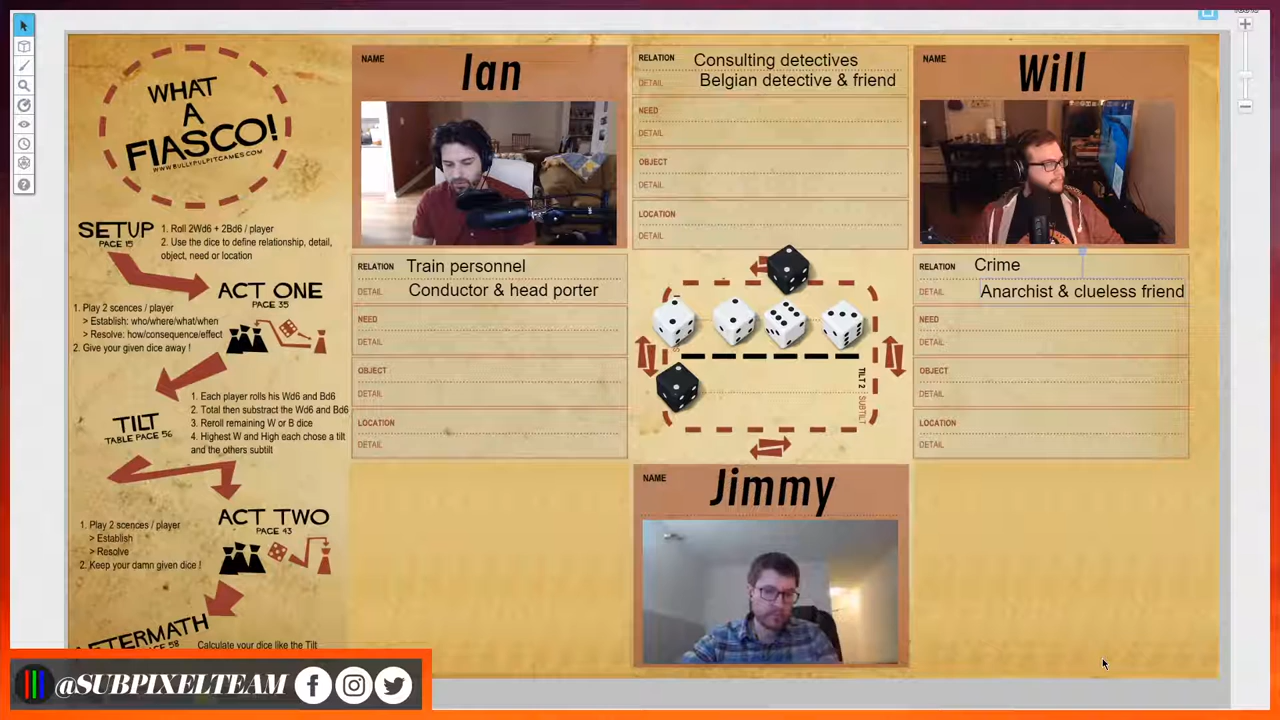 WHAT
A
FIASCO!
WWW.BULLYPULPITGAMES.COM
SETUP
PAGE 15
1. Roll 2Wd6 + 2Bd6 / player
2. Use the dice to define relationship, detail,
object, need or location
ACT ONE
PAGE 35
1. Play 2 scences / player
> Establish: who/where/what/when
> Resolve: how/consequence/effect
2. Give your given dice away !
TILT
TABLE PAGE 56
1. Each player rolls his Wd6 and Bd6
2. Total then substract the Wd6 and Bd6
3. Reroll remaining W or B dice
4. Highest W and High each chose a tilt
and the others subtilt
ACT TWO
PAGE 43
1. Play 2 scences / player
> Establish
> Resolve
2. Keep your damn given dice !
AFTERMATH
Calculate your dice like the Tilt
NAME
Ian
RELATION Consulting detectives
DETAIL Belgian detective & friend
NEED
DETAIL
OBJECT
DETAIL
LOCATION
DETAIL
NAME
Will
RELATION Train personnel
DETAIL Conductor & head porter
NEED
DETAIL
OBJECT
DETAIL
LOCATION
DETAIL
TILT 2
SUBTILT
RELATION Crime
DETAIL Anarchist & clueless friend
NEED
DETAIL
OBJECT
DETAIL
LOCATION
DETAIL
NAME
Jimmy
@SUBPIXELTEAM